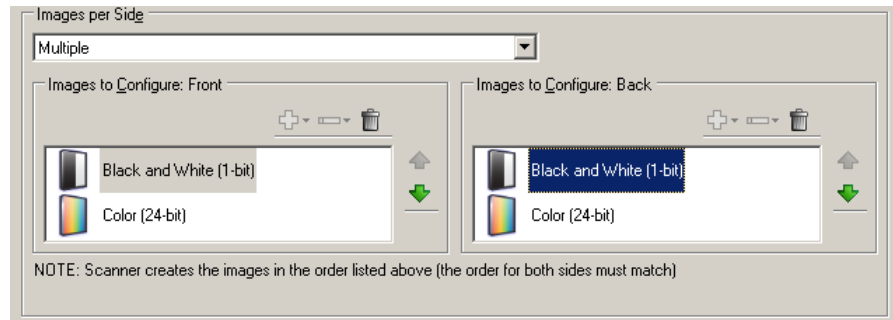 Images per Side
Multiple
Images to Configure: Front
Images to Configure: Back
Black and White (1-bit)
Color (24-bit)
Black and White (1-bit)
Color (24-bit)
NOTE: Scanner creates the images in the order listed above (the order for both sides must match)